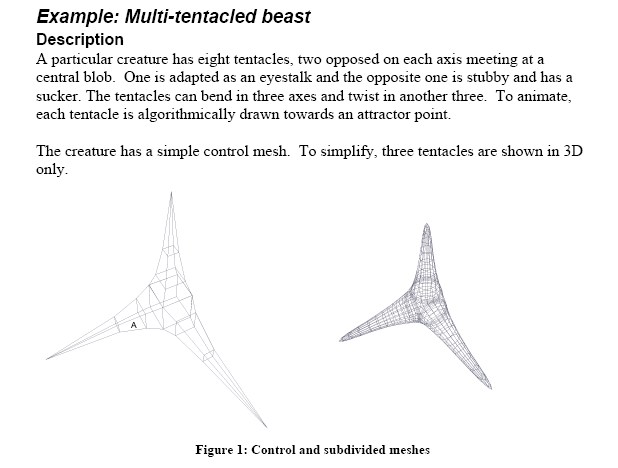 Example: Multi-tentacled beast
Description
A particular creature has eight tentacles, two opposed on each axis meeting at a
central blob.  One is adapted as an eyestalk and the opposite one is stubby and has a
sucker. The tentacles can bend in three axes and twist in another three.  To animate,
each tentacle is algorithmically drawn towards an attractor point.
The creature has a simple control mesh.  To simplify, three tentacles are shown in 3D
only.
A
Figure 1: Control and subdivided meshes